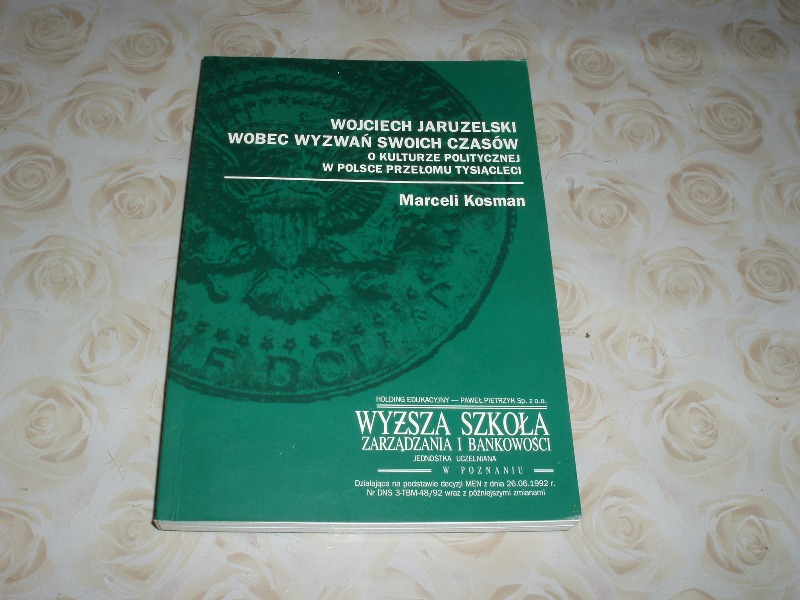 WOJCIECH JARUZELSKI
WOBEC WYZWAŃ SWOICH CZASÓW
O KULTURZE POLITYCZNEJ
W POLSCE PRZEŁOMU TYSIĄCLECI
Marceli Kosman
E DOLLAR
HOLDING EDUKACYJNY — PAWEŁ PIETRZYK Sp. z o.o.
WYŻSZA SZKOŁA
ZARZĄDZANIA I BANKOWOŚCI
JEDNOSTKA UCZELNIANA
W POZNANIU
Działająca na podstawie decyzji MEN z dnia 26.06.1992 r.
Nr DNS 3-TBM-48/92 wraz z późniejszymi zmianami